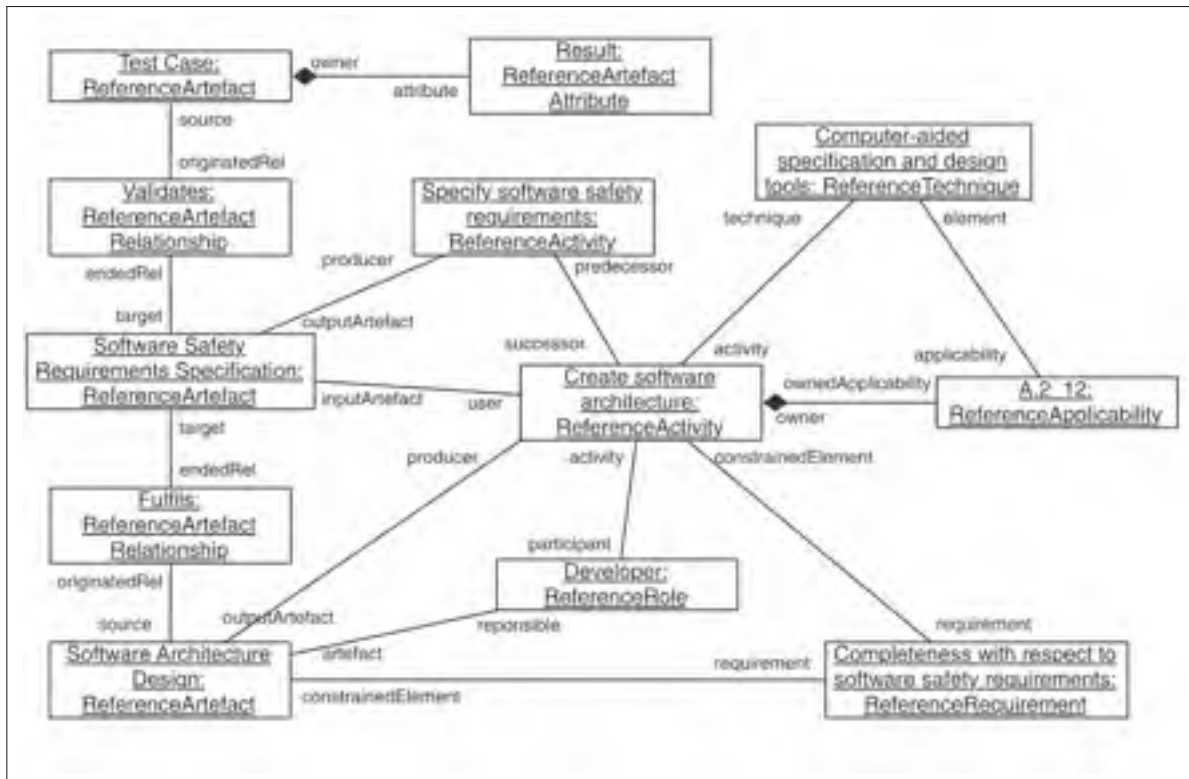 Test Case:
ReferenceArtefact
owner
attribute
Result:
ReferenceArtefact
Attribute
source
originatedRel
Computer-aided
specification and design
tools: ReferenceTechnique
Validates:
ReferenceArtefact
Relationship
Specify software safety
requirements:
ReferenceActivity
technique
element
endedRel
producer
predecessor
target
outputArtefact
successor
activity
applicability
Software Safety
Requirements Specification:
ReferenceArtefact
inputArtefact
user
Create software
architecture:
ReferenceActivity
ownedApplicability
owner
A.2_12:
ReferenceApplicability
target
producer
activity
constrainedElement
endedRel
Fulfils:
ReferenceArtefact
Relationship
participant
originatedRel
Developer:
ReferenceRole
source
outputArtefact
reponsible
requirement
artefact
Software Architecture
Design:
ReferenceArtefact
requirement
constrainedElement
Completeness with respect to
software safety requirements:
ReferenceRequirement